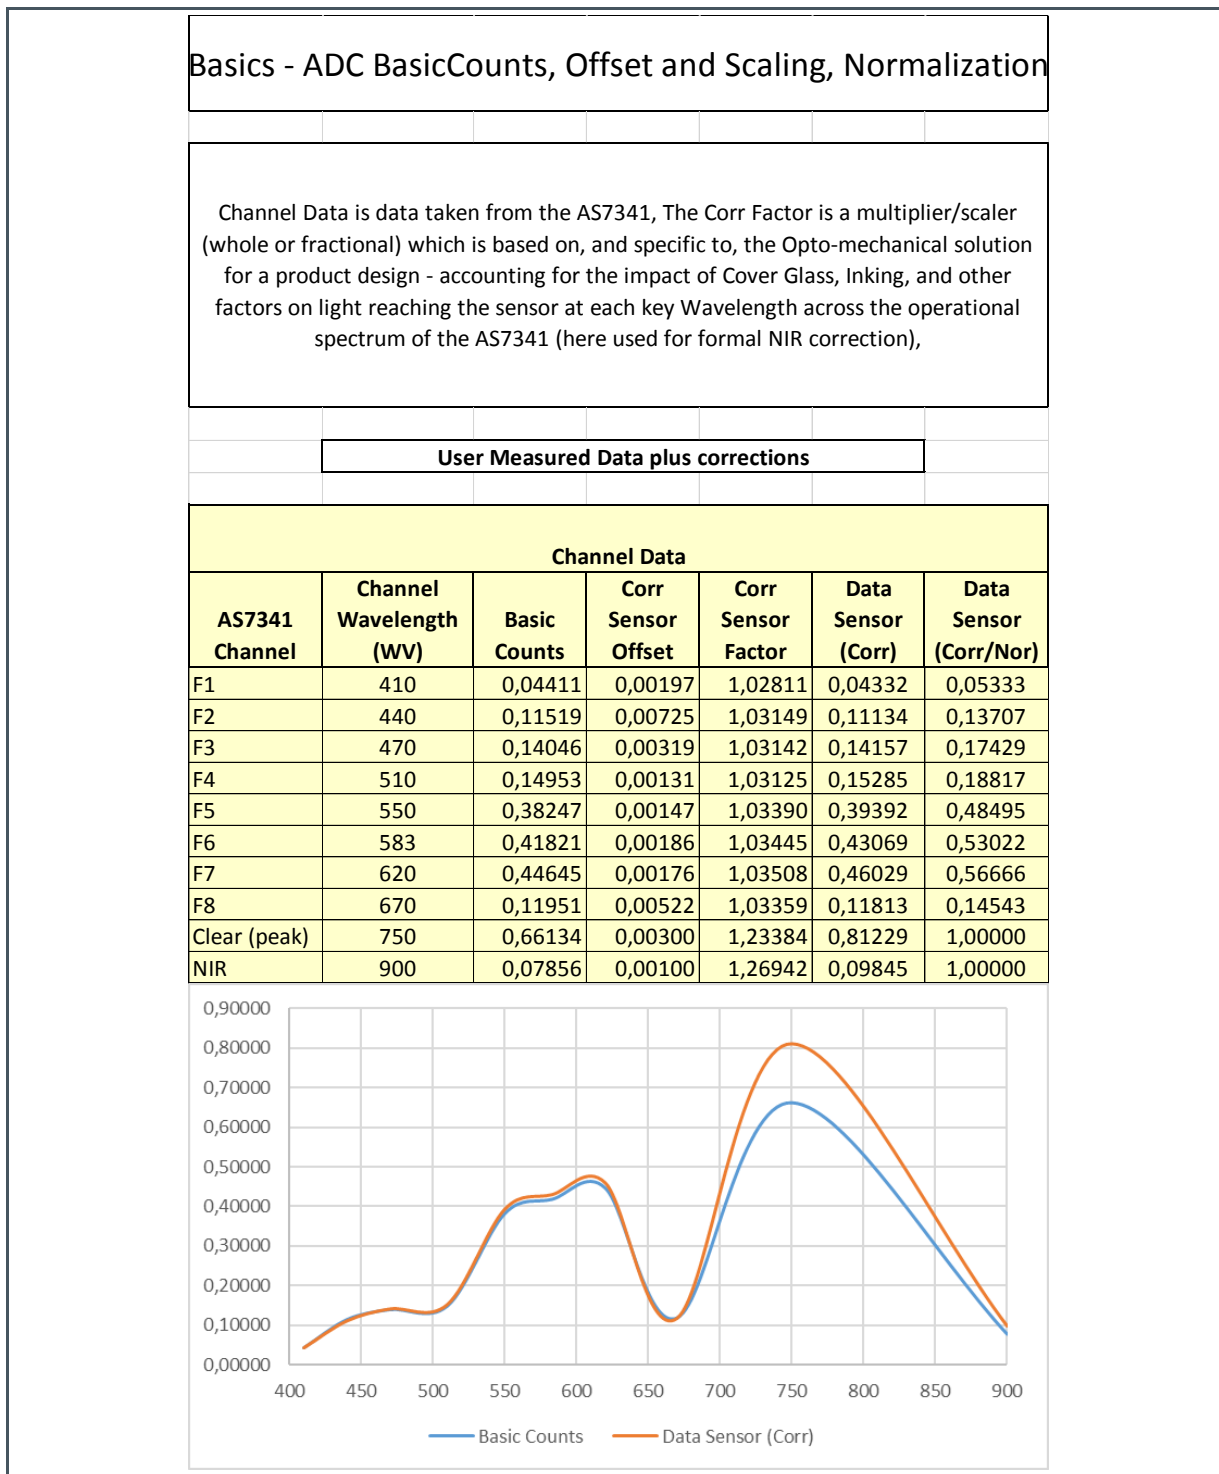 Basics - ADC BasicCounts, Offset and Scaling, Normalization
Channel Data is data taken from the AS7341, The Corr Factor is a multiplier/scaler
(whole or fractional) which is based on, and specific to, the Opto-mechanical solution
for a product design - accounting for the impact of Cover Glass, Inking, and other
factors on light reaching the sensor at each key Wavelength across the operational
spectrum of the AS7341 (here used for formal NIR correction),
User Measured Data plus corrections
Channel Data
AS7341 Channel Channel Wavelength (WV) Basic Counts Corr Sensor Offset Corr Sensor Factor Data Sensor (Corr) Data Sensor (Corr/Nor)
F1 410 0,04411 0,00197 1,02811 0,04332 0,05333
F2 440 0,11519 0,00725 1,03149 0,11134 0,13707
F3 470 0,14046 0,00319 1,03142 0,14157 0,17429
F4 510 0,14953 0,00131 1,03125 0,15285 0,18817
F5 550 0,38247 0,00147 1,03390 0,39392 0,48495
F6 583 0,41821 0,00186 1,03445 0,43069 0,53022
F7 620 0,44645 0,00176 1,03508 0,46029 0,56666
F8 670 0,11951 0,00522 1,03359 0,11813 0,14543
Clear (peak) 750 0,66134 0,00300 1,23384 0,81229 1,00000
NIR 900 0,07856 0,00100 1,26942 0,09845 1,00000
0,90000
0,80000
0,70000
0,60000
0,50000
0,40000
0,30000
0,20000
0,10000
0,00000
400 450 500 550 600 650 700 750 800 850 900
Basic Counts Data Sensor (Corr)